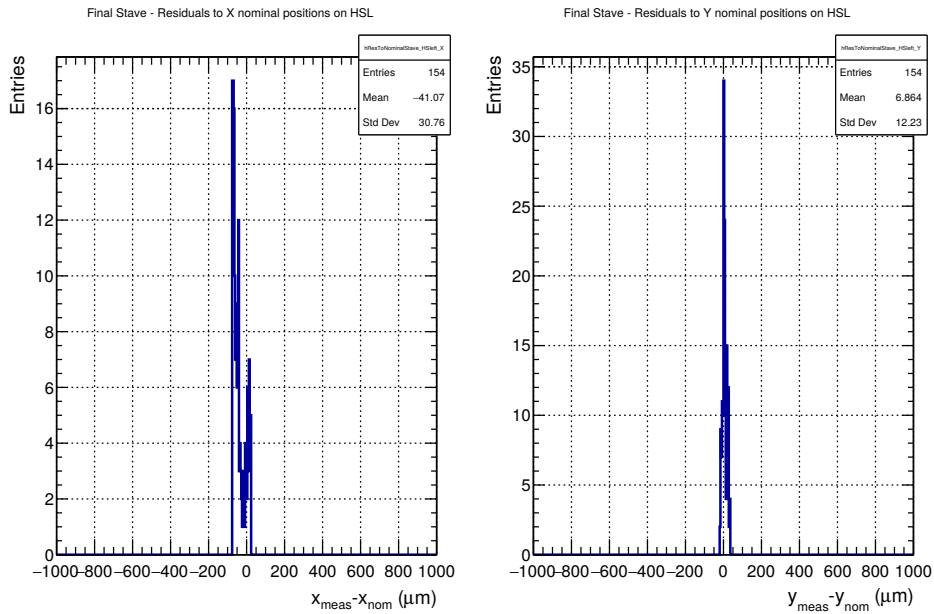 Final Stave - Residuals to X nominal positions on HSL
hResToNominalStave_HSleft_X
Entries 154
Mean −41.07
Std Dev 30.76
Entries
16
14
12
10
8
6
4
2
0
−1000−800−600−400−200 0 200 400 600 800 1000
x_meas-x_nom (μm)
Final Stave - Residuals to Y nominal positions on HSL
hResToNominalStave_HSleft_Y
Entries 154
Mean 6.864
Std Dev 12.23
Entries
35
30
25
20
15
10
5
0
−1000−800−600−400−200 0 200 400 600 800 1000
y_meas-y_nom (μm)